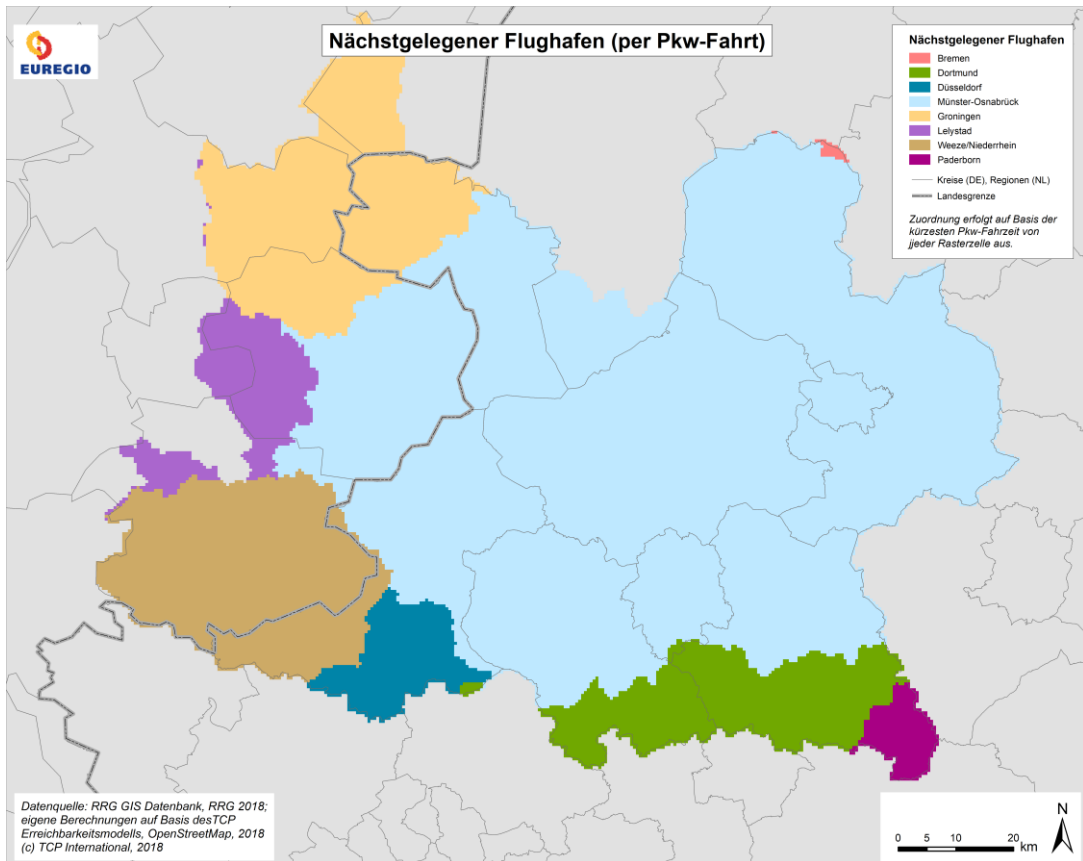 EUREGIO
Nächstgelegener Flughafen (per Pkw-Fahrt)
Nächstgelegener Flughafen
Bremen
Dortmund
Düsseldorf
Münster-Osnabrück
Groningen
Lelystad
Weeze/Niederrhein
Paderborn
Kreise (DE), Regionen (NL)
Landesgrenze
Zuordnung erfolgt auf Basis der
kürzesten Pkw-Fahrzeit von
jjeder Rasterzelle aus.
Datenquelle: RRG GIS Datenbank, RRG 2018;
eigene Berechnungen auf Basis desTCP
Erreichbarkeitsmodells, OpenStreetMap, 2018
(c) TCP International, 2018
N
0 5 10 20
km